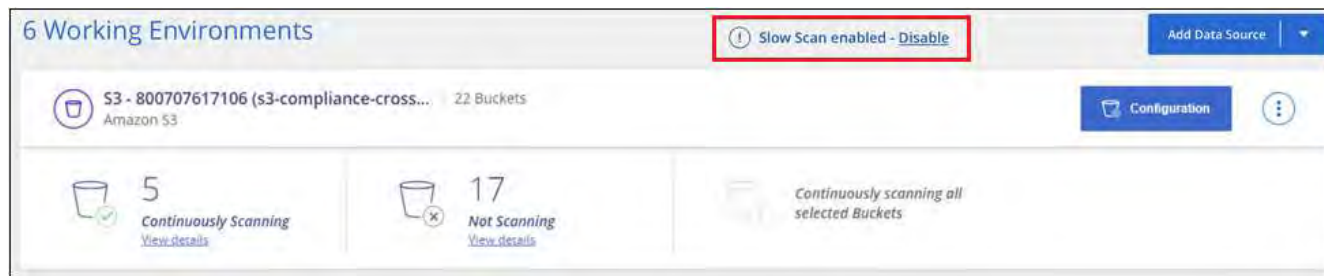 6 Working Environments
Slow Scan enabled - Disable
Add Data Source
S3 - 800707617106 (s3-compliance-cross...
22 Buckets
Amazon S3
Configuration
5
Continuously Scanning
View details
17
Not Scanning
View details
Continuously scanning all
selected Buckets